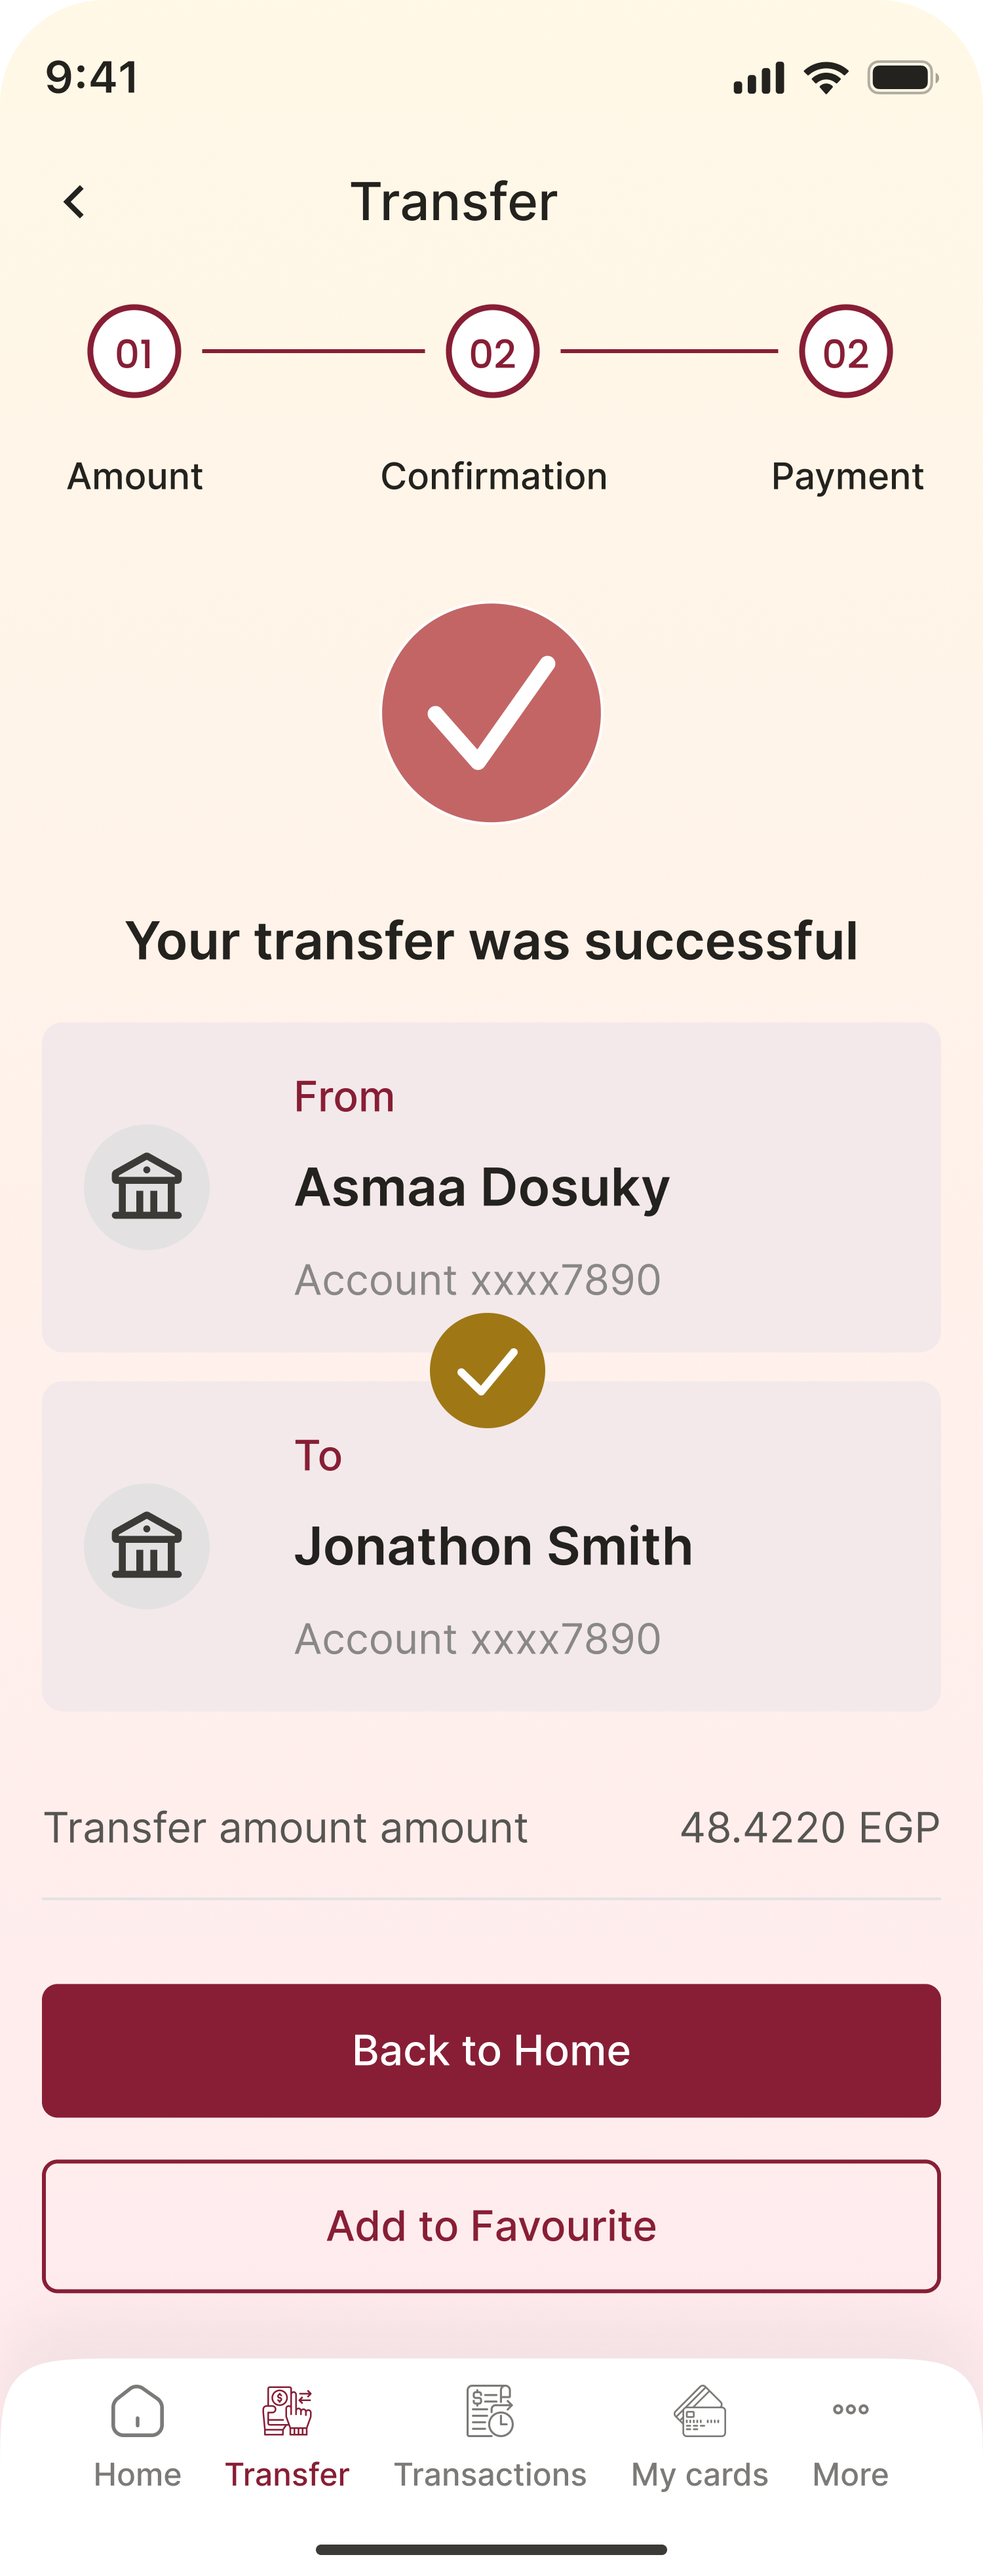 9:41
Transfer
01 02 02
Amount Confirmation Payment
Your transfer was successful
From
Asmaa Dosuky
Account xxxx7890
To
Jonathon Smith
Account xxxx7890
Transfer amount amount 48.4220 EGP
Back to Home
Add to Favourite
Home Transfer Transactions My cards More